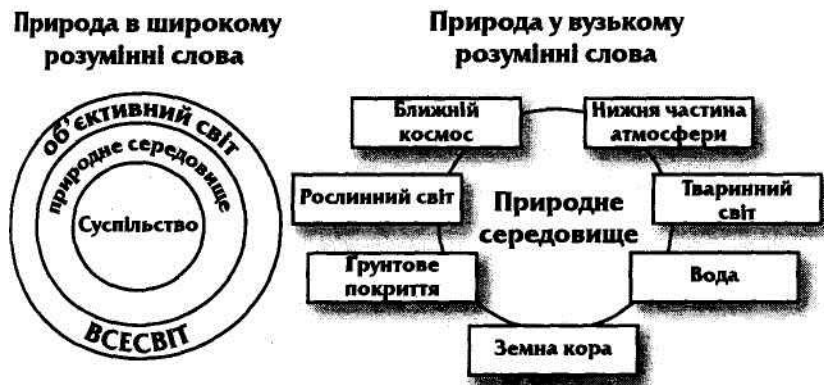 Природа в широкому
розумінні слова
об'єктивний світ
природне середовище
Суспільство
ВСЕСВІТ
Природа у вузькому
розумінні слова
Ближній
космос
Нижня частина
атмосфери
Рослинний світ
Природне
середовище
Тваринний
світ
Ґрунтове
покриття
Вода
Земна кора